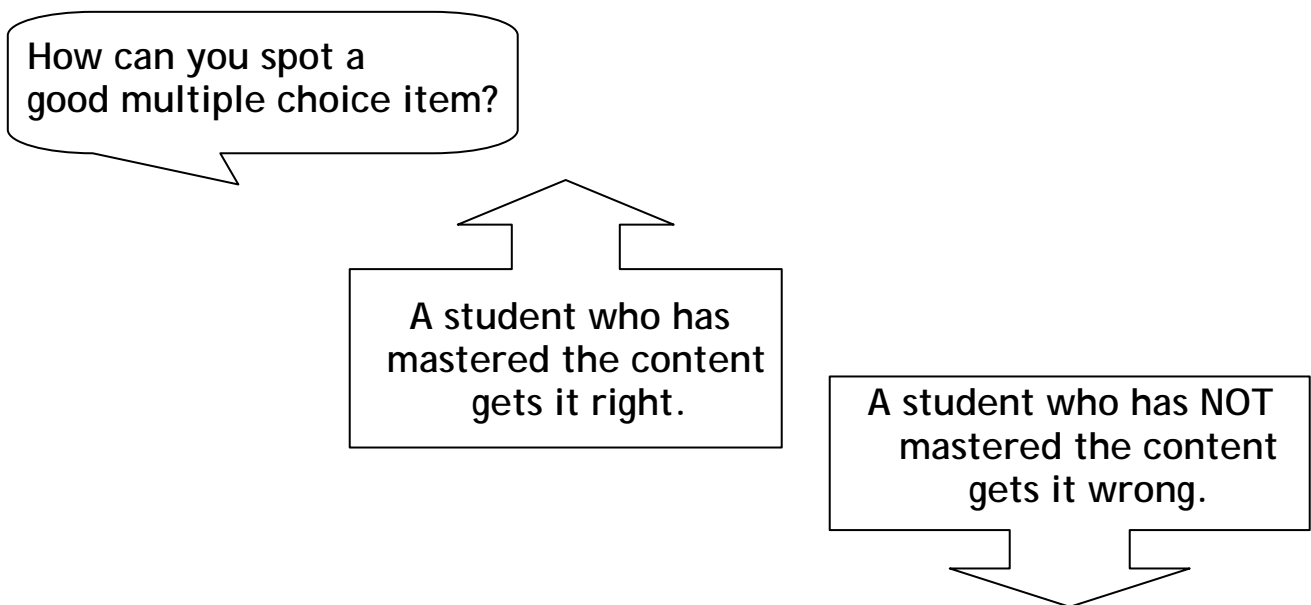 How can you spot a
good multiple choice item?
A student who has
mastered the content
gets it right.
A student who has NOT
mastered the content
gets it wrong.